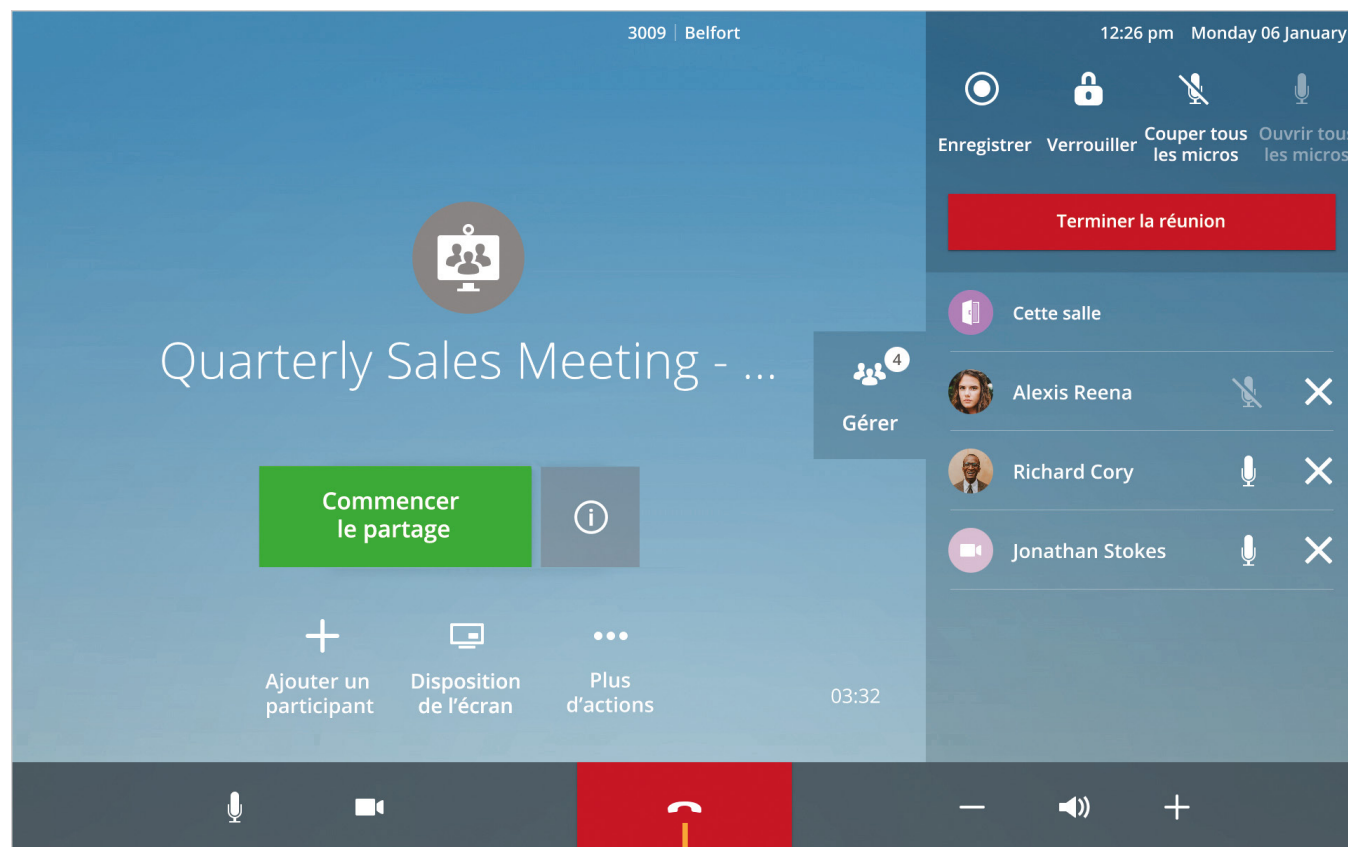 3009 | Belfort
12:26 pm Monday 06 January
Enregistrer
Verrouiller
Couper tous
les micros
Ouvrir tous
les micros
Terminer la réunion
Cette salle
Quarterly Sales Meeting - ...
4
Gérer
Alexis Reena
Richard Cory
Jonathan Stokes
Commencer
le partage
Ajouter un
participant
Disposition
de l'écran
Plus
d'actions
03:32